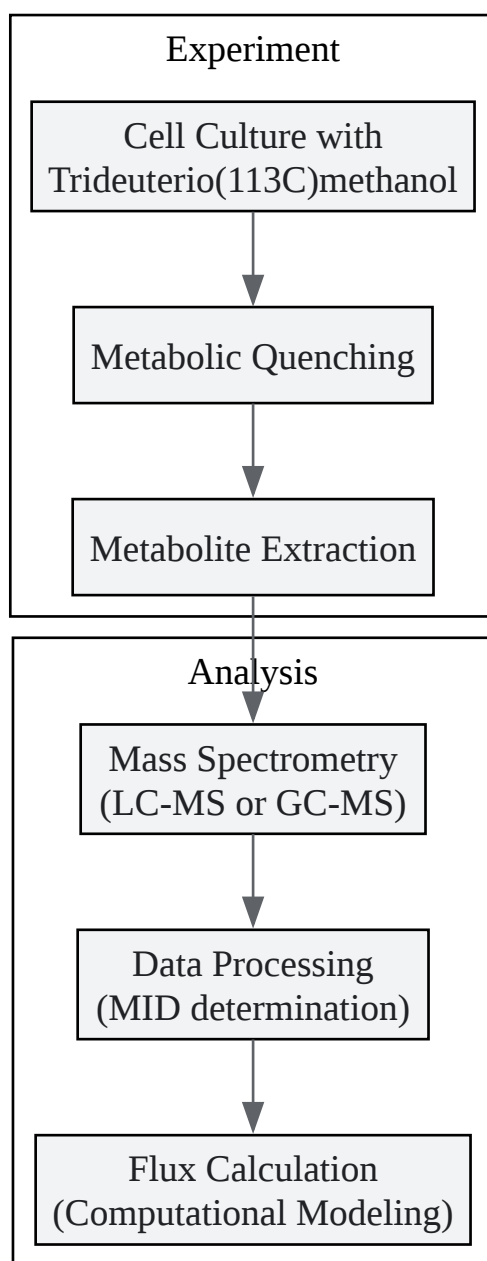 Experiment
Cell Culture with
Trideuterio(113C)methanol
Metabolic Quenching
Metabolite Extraction
Analysis
Mass Spectrometry
(LC-MS or GC-MS)
Data Processing
(MID determination)
Flux Calculation
(Computational Modeling)